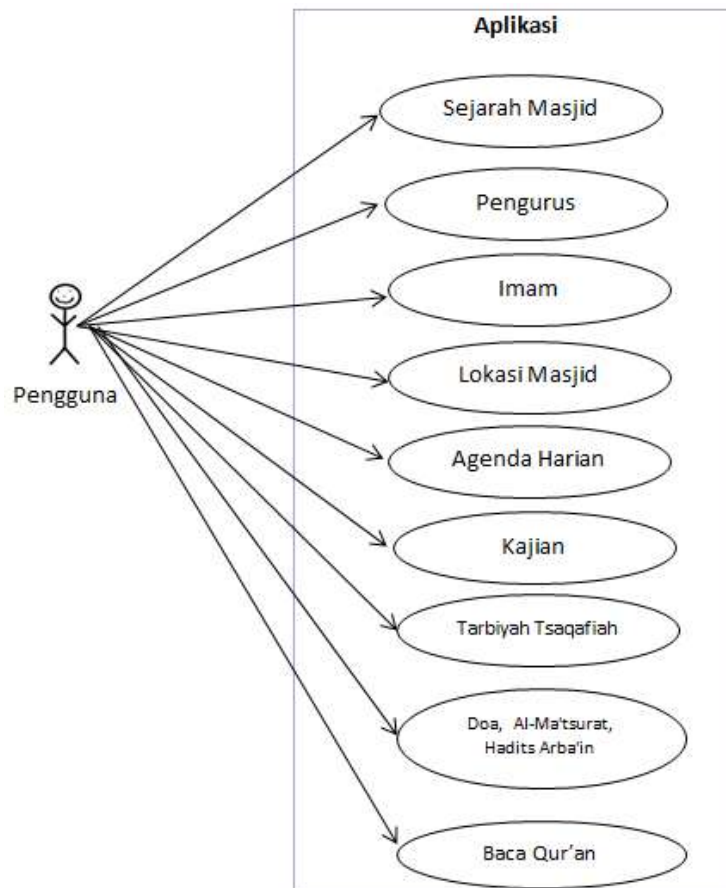 Aplikasi
Sejarah Masjid
Pengurus
Imam
Lokasi Masjid
Pengguna
Agenda Harian
Kajian
Tarbiyah Tsaqafiah
Doa, Al-Ma'tsurat,
Hadits Arba'in
Baca Qur'an